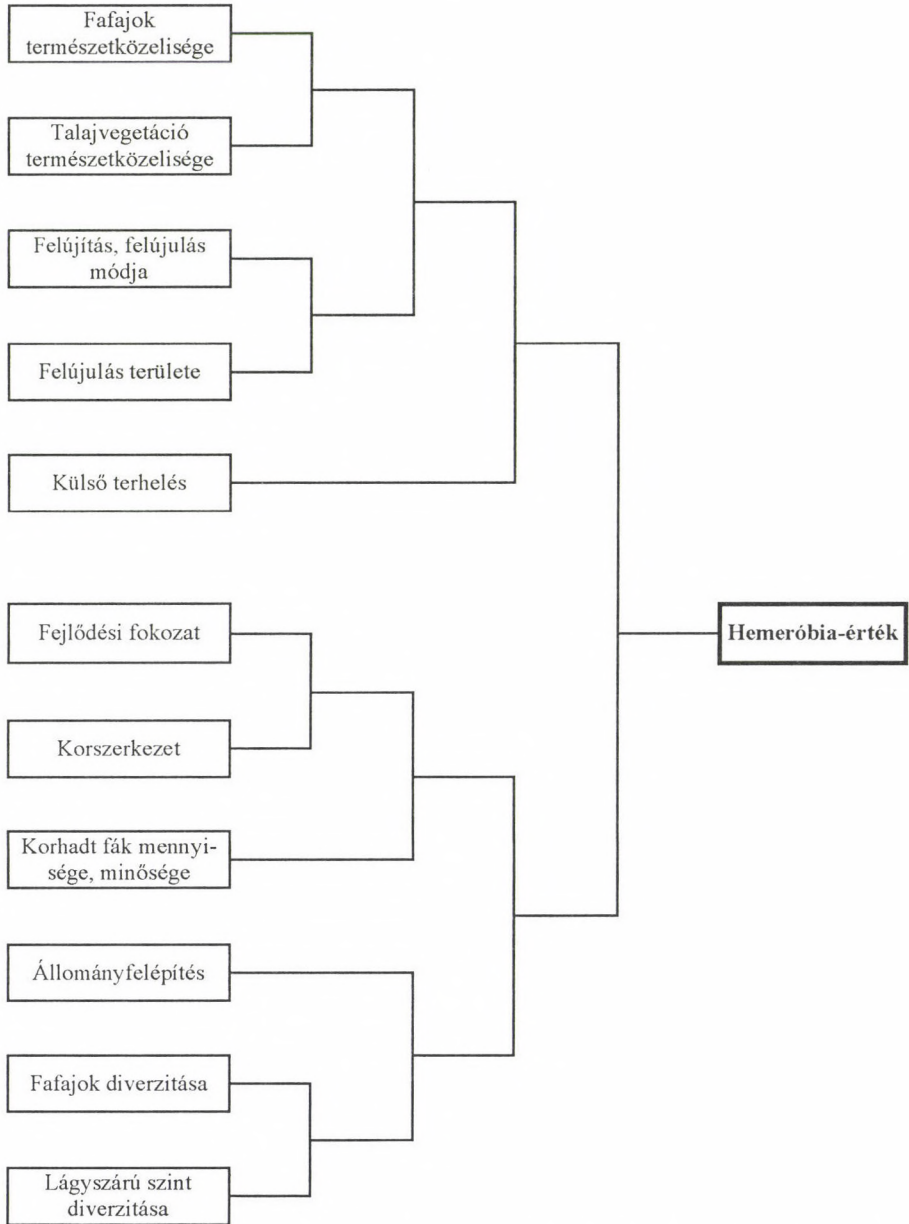 Fafajok
természetközelisége
Talajvegetáció
természetközelisége
Felújítás, felújulás
módja
Felújulás területe
Külső terhelés
Fejlődési fokozat
Hemeróbia-érték
Korszerkezet
Korhadt fák mennyi-
sége, minősége
Állományfelépítés
Fafajok diverzitása
Lágyszárú szint
diverzitása